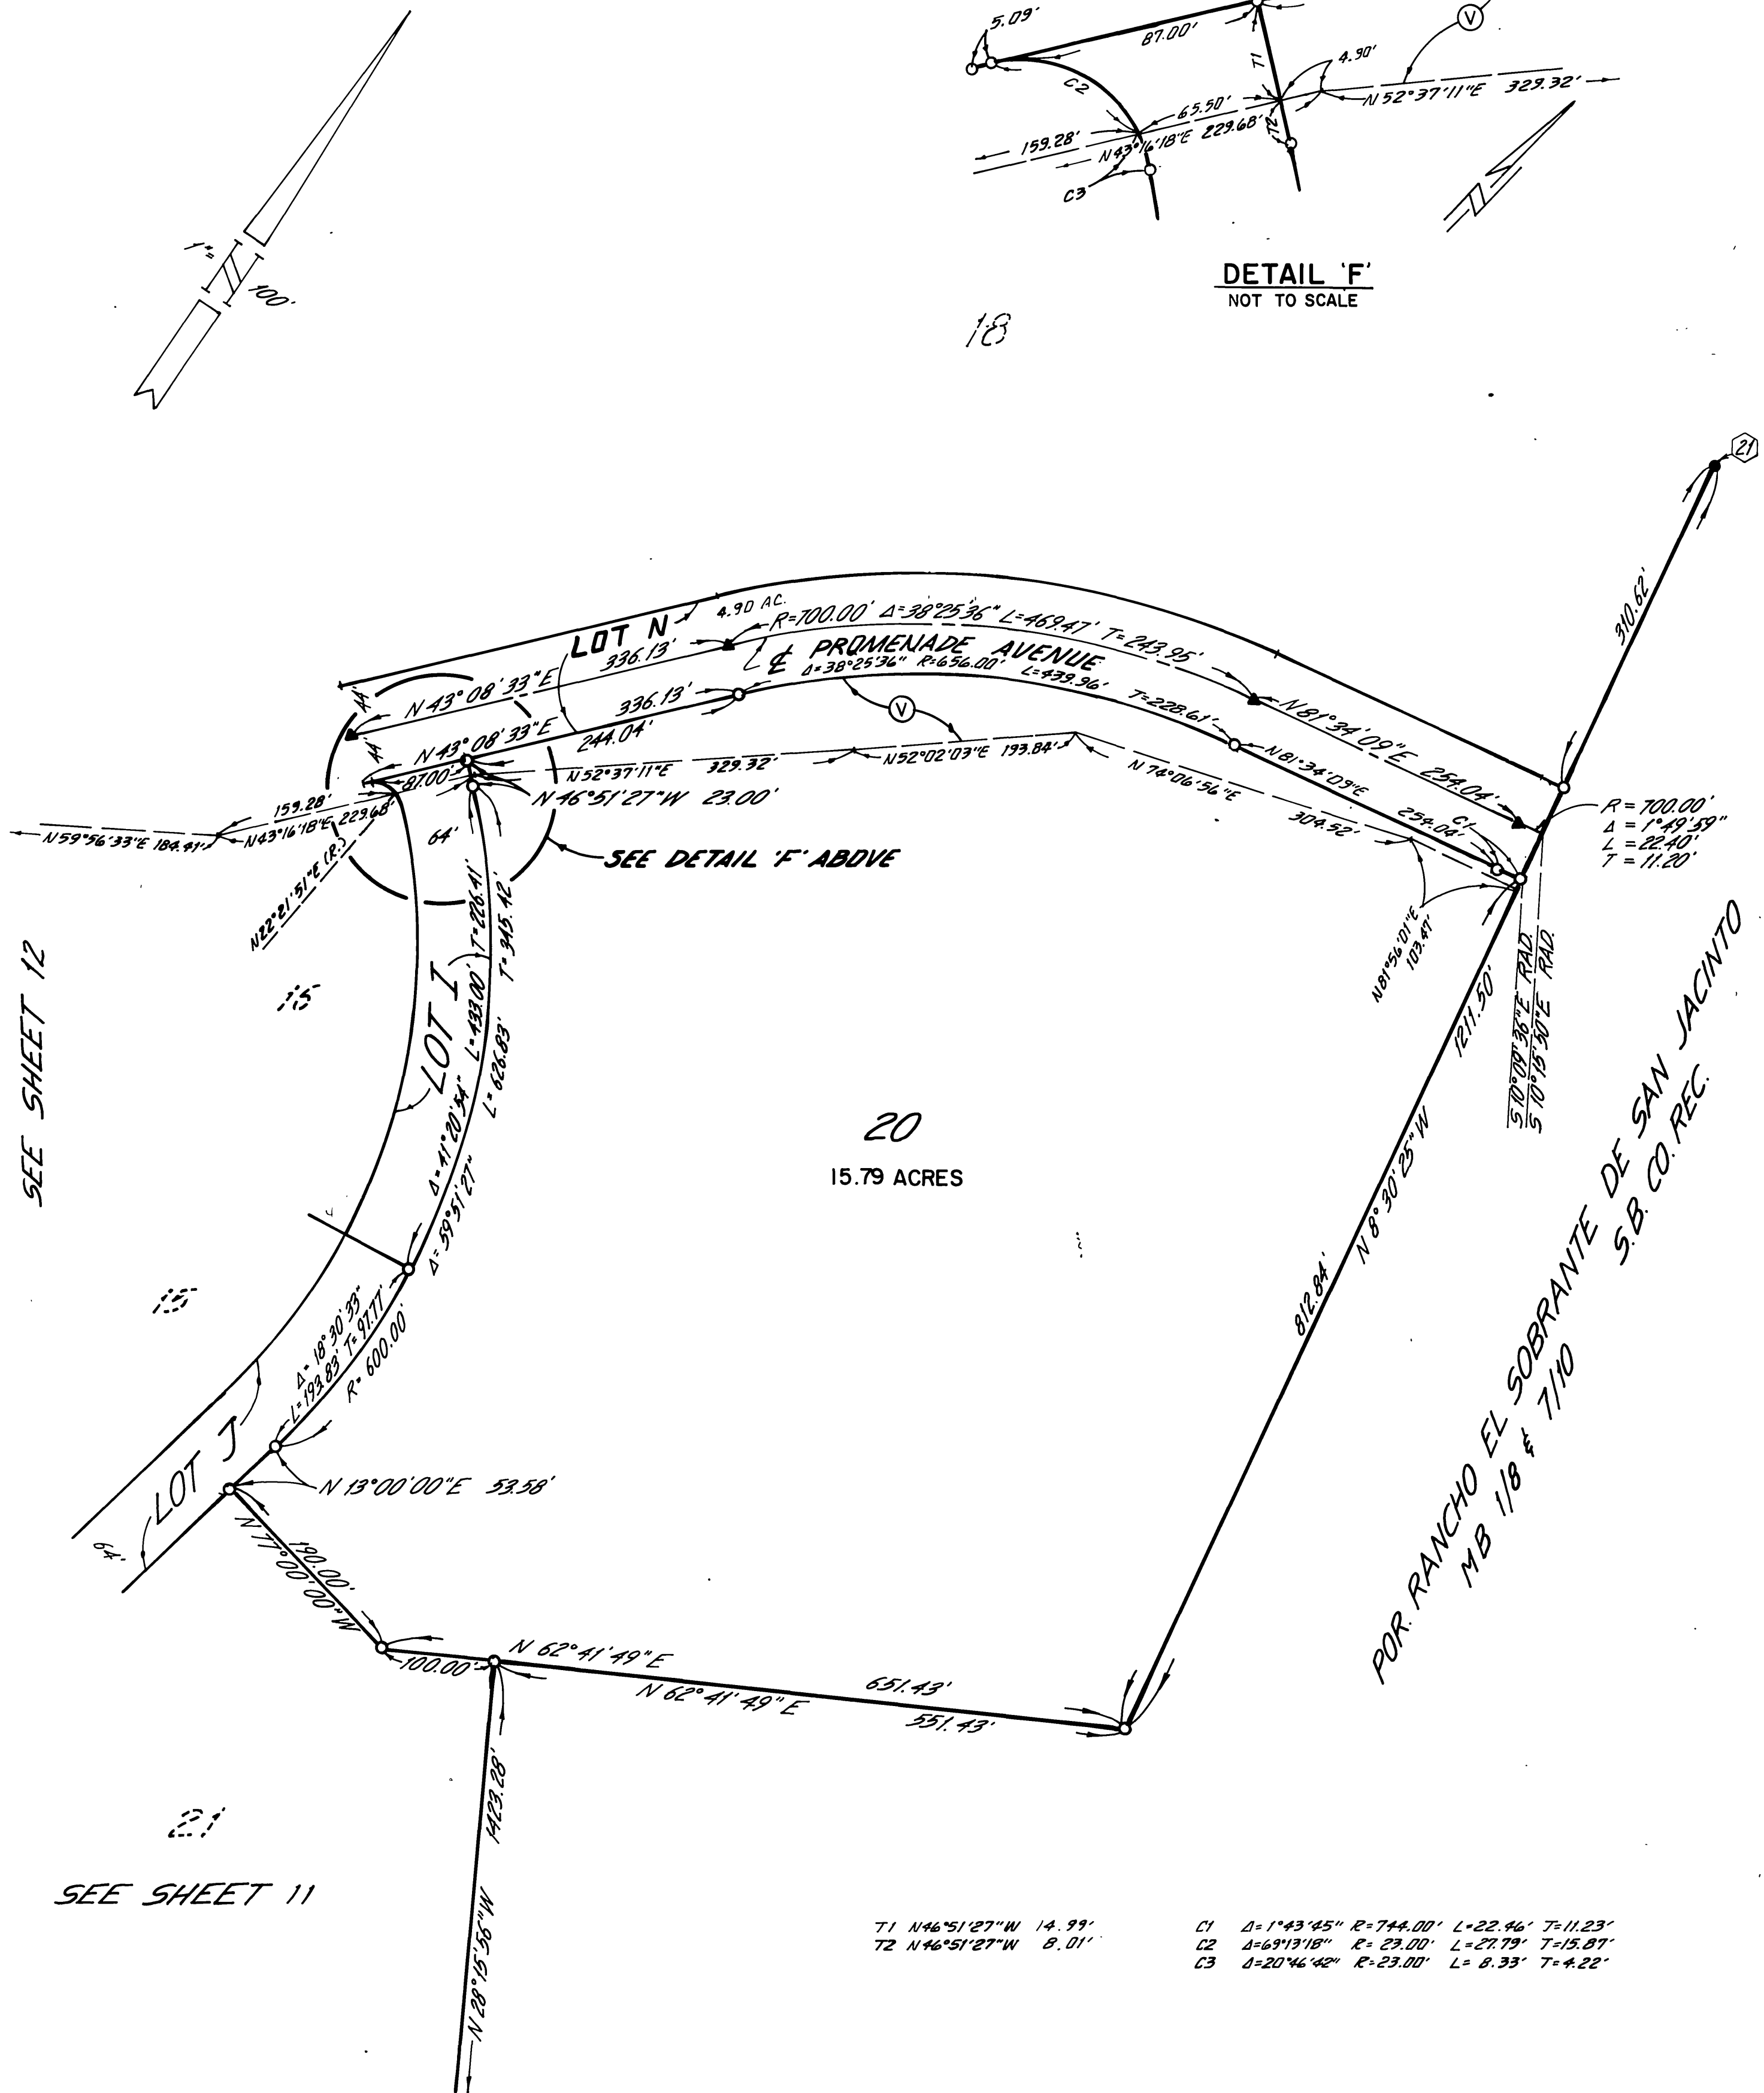 5.09'
87.00'
T1
4.90'
V
C2
65.50'
N 52°37'11"E 329.32'
159.28'
N43°16'18"E 229.68'
T2
C3
DETAIL 'F'
NOT TO SCALE
1"=
100'
18
21
310.62'
LOT N
4.90 AC.
R=700.00' Δ=38°25'36" L=469.47' T=243.95'
336.13'
℄ PROMENADE AVENUE
Δ=38°25'36" R=656.00' L=439.96' T=228.61'
44'
N 43°08'33"E
336.13'
V
N81°34'09"E 254.04'
44'
N 43°08'33"E
244.04'
N81°34'09"E
254.04'
C1
87.00'
N52°37'11"E 329.32'
N52°02'03"E 193.84'
N 74°06'56"E
304.52'
R = 700.00'
Δ = 1°49'59"
L = 22.40'
T = 11.20'
N 46°51'27"W 23.00'
159.28'
N43°16'18"E 229.68'
N59°56'33"E 184.41'
64'
SEE DETAIL 'F' ABOVE
N22°21'51"E (R.)
N81°56'01"E
103.47'
S 10°09'36"E RAD.
S 10°15'50"E RAD.
1211.50'
SEE SHEET 12
15
LOT I
Δ=41°20'54" L=433.00' T=226.41'
Δ=59°51'27" L=626.83' T=345.42'
20
15.79 ACRES
N 8°30'25"W
812.84'
POR. RANCHO EL SOBRANTE DE SAN JACINTO
MB 1/8 & 7/10 S.B. CO. REC.
15
Δ=18°30'33"
L=193.83' T=97.77'
R=600.00'
LOT J
64'
N 13°00'00"E 53.58'
190.00'
N 77°00'00"W
100.00'
N 62°41'49"E 651.43'
N 62°41'49"E 551.43'
1423.28'
N 28°15'56"W
21
SEE SHEET 11
T1 N46°51'27"W 14.99'
T2 N46°51'27"W 8.01'
C1 Δ=1°43'45" R=744.00' L=22.46' T=11.23'
C2 Δ=69°13'18" R=23.00' L=27.79' T=15.87'
C3 Δ=20°46'42" R=23.00' L=8.33' T=4.22'